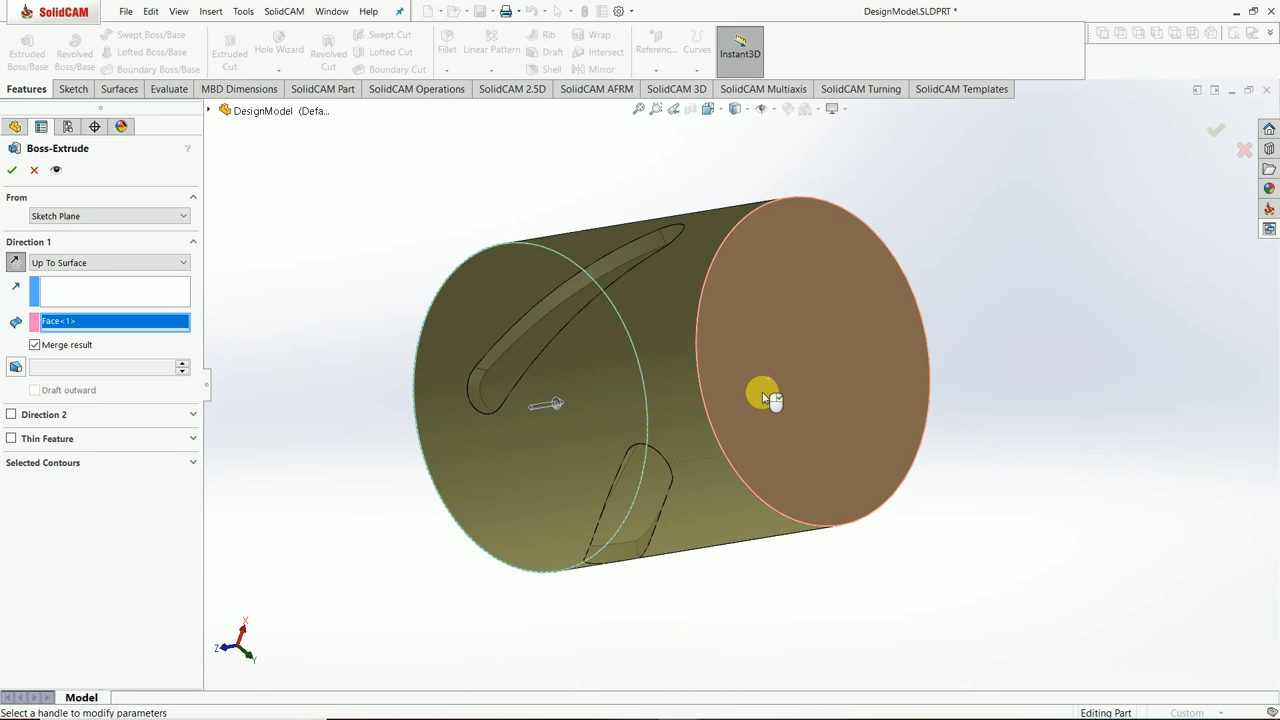 SolidCAM File Edit View Insert Tools SolidCAM Window Help DesignModel.SLDPRT *
Extruded Boss/Base
Revolved Boss/Base
Swept Boss/Base
Lofted Boss/Base
Boundary Boss/Base
Extruded Cut
Hole Wizard
Revolved Cut
Swept Cut
Lofted Cut
Boundary Cut
Fillet
Linear Pattern
Rib
Draft
Shell
Wrap
Intersect
Mirror
Referenc...
Curves
Instant3D
Features Sketch Surfaces Evaluate MBD Dimensions SolidCAM Part SolidCAM Operations SolidCAM 2.5D SolidCAM AFRM SolidCAM 3D SolidCAM Multiaxis SolidCAM Turning SolidCAM Templates
DesignModel (Defa...
Boss-Extrude
From
Sketch Plane
Direction 1
Up To Surface
Face<1>
Merge result
Draft outward
Direction 2
Thin Feature
Selected Contours
X
Z
Y
Model
Select a handle to modify parameters Editing Part Custom